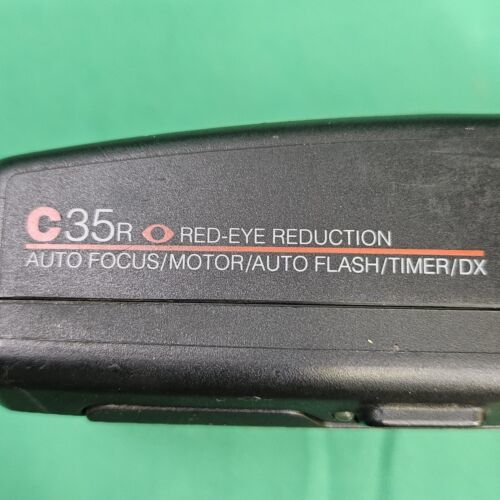 C35R RED-EYE REDUCTION
AUTO FOCUS/MOTOR/AUTO FLASH/TIMER/DX